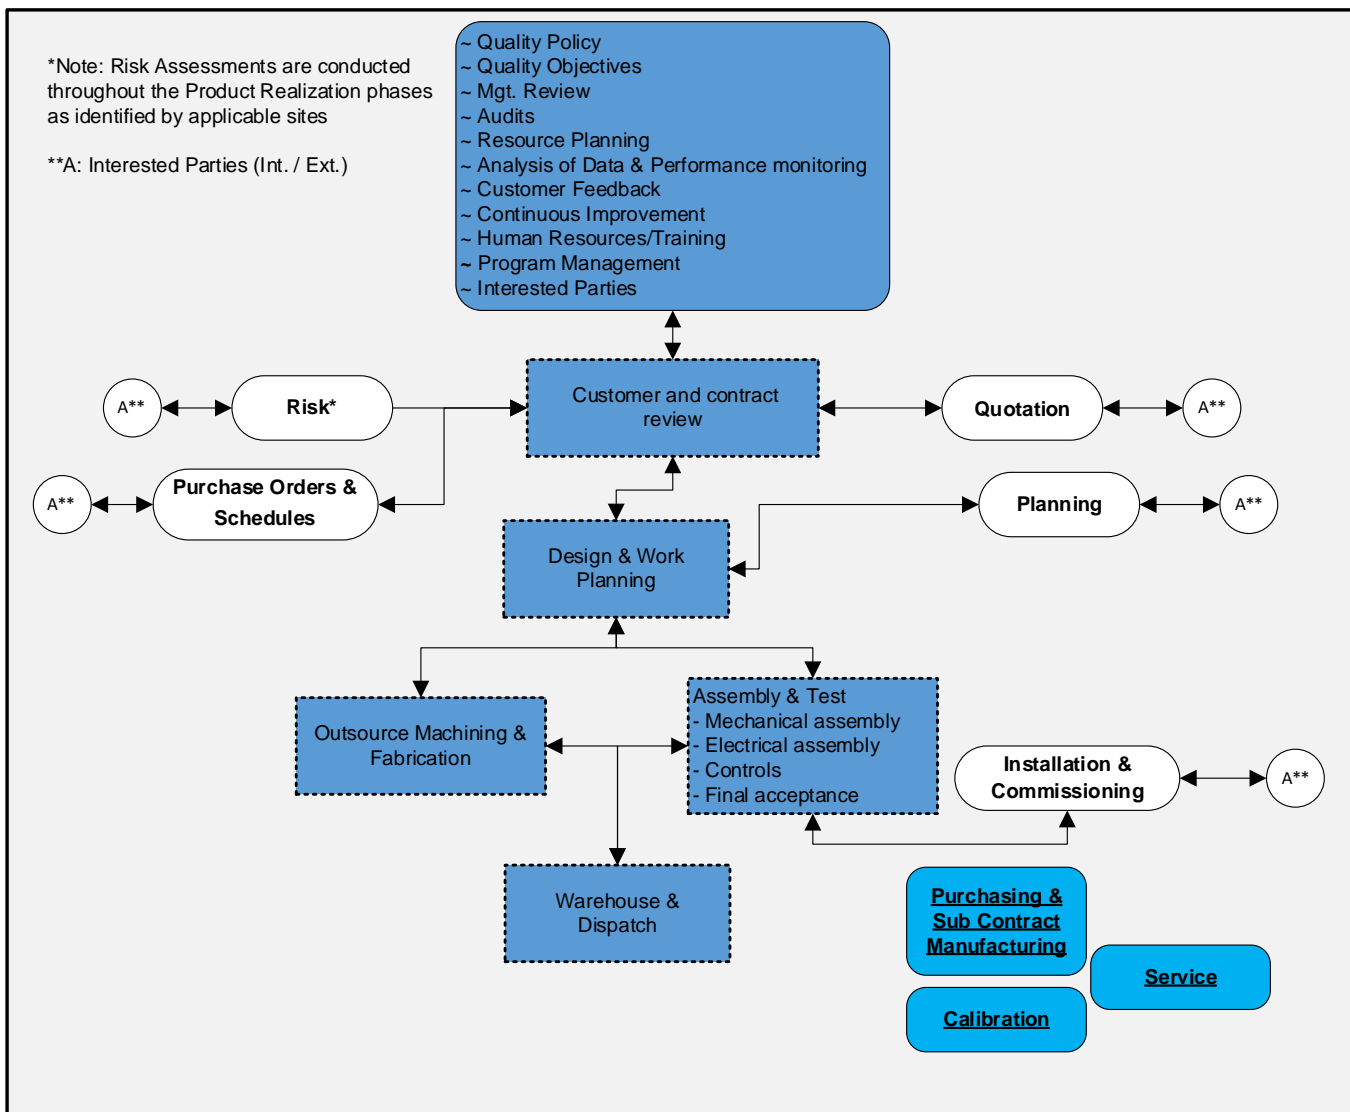 *Note: Risk Assessments are conducted
throughout the Product Realization phases
as identified by applicable sites
**A: Interested Parties (Int. / Ext.)
~ Quality Policy
~ Quality Objectives
~ Mgt. Review
~ Audits
~ Resource Planning
~ Analysis of Data & Performance monitoring
~ Customer Feedback
~ Continuous Improvement
~ Human Resources/Training
~ Program Management
~ Interested Parties
A**
Risk*
Customer and contract
review
Quotation
A**
A**
Purchase Orders &
Schedules
Planning
A**
Design & Work
Planning
Outsource Machining &
Fabrication
Assembly & Test
- Mechanical assembly
- Electrical assembly
- Controls
- Final acceptance
Installation &
Commissioning
A**
Warehouse &
Dispatch
Purchasing &
Sub Contract
Manufacturing
Service
Calibration